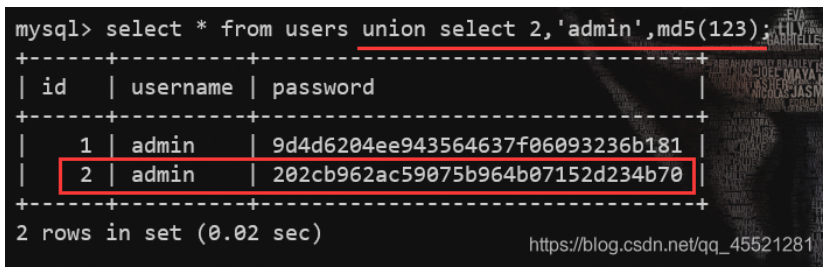 mysql> select * from users union select 2,'admin',md5(123);
+------+----------+----------------------------------+
| id   | username | password                         |
+------+----------+----------------------------------+
|    1 | admin    | 9d4d6204ee943564637f06093236b181 |
|    2 | admin    | 202cb962ac59075b964b07152d234b70 |
+------+----------+----------------------------------+
2 rows in set (0.02 sec)
https://blog.csdn.net/qq_45521281